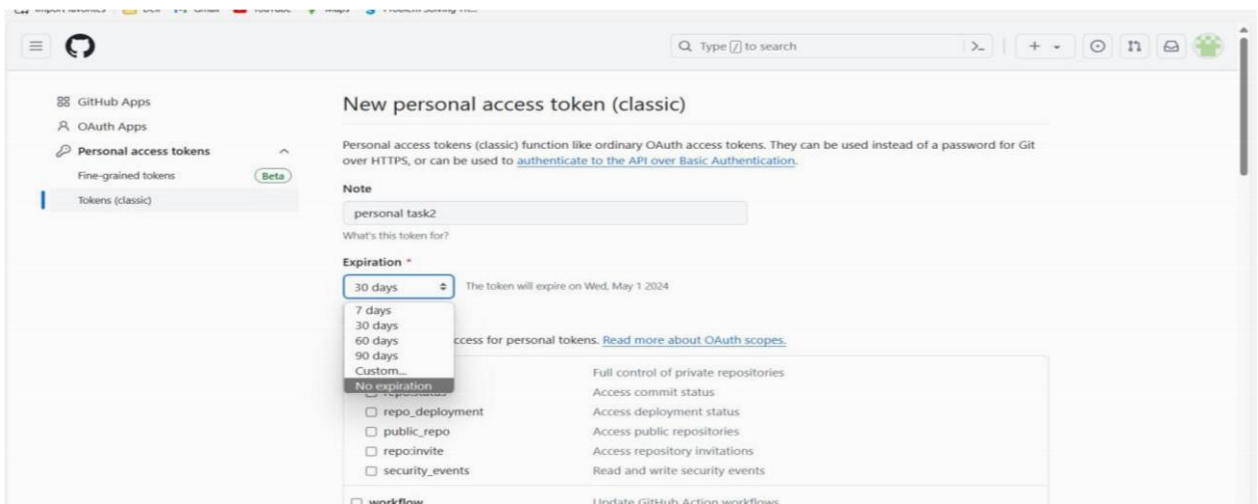 Type / to search
GitHub Apps
OAuth Apps
Personal access tokens
Fine-grained tokens
Beta
Tokens (classic)
New personal access token (classic)
Personal access tokens (classic) function like ordinary OAuth access tokens. They can be used instead of a password for Git
over HTTPS, or can be used to authenticate to the API over Basic Authentication.
Note
personal task2
What's this token for?
Expiration *
30 days The token will expire on Wed, May 1 2024
7 days
30 days
60 days
90 days
Custom...
No expiration
ccess for personal tokens. Read more about OAuth scopes.
Full control of private repositories
Access commit status
repo_deployment Access deployment status
public_repo Access public repositories
repo:invite Access repository invitations
security_events Read and write security events
workflow Update GitHub Action workflows